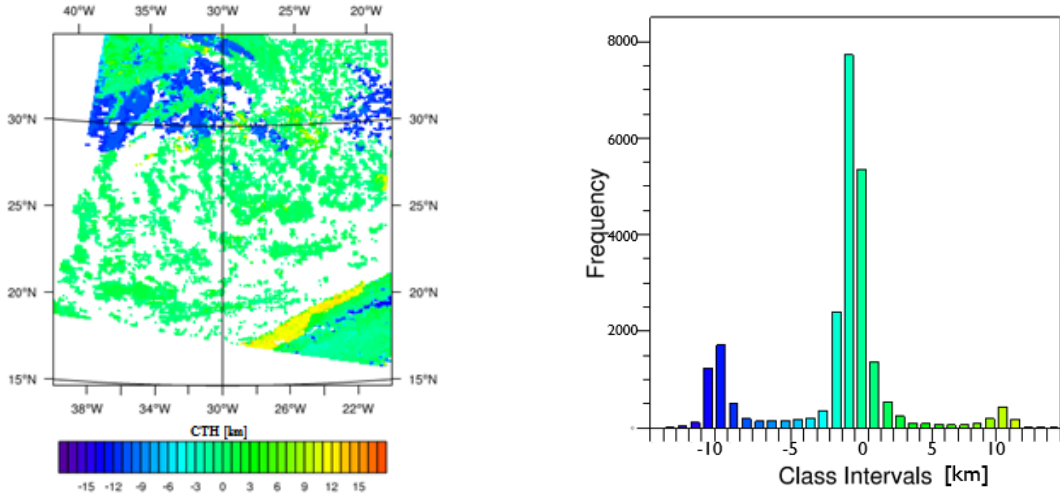 40°W 35°W 30°W 25°W 20°W
30°N 30°N
25°N 25°N
20°N 20°N
15°N 15°N
38°W 34°W 30°W 26°W 22°W
CTH [km]
-15 -12 -9 -6 -3 0 3 6 9 12 15
8000
6000
4000
2000
0
Frequency
-10 -5 0 5 10
Class Intervals [km]